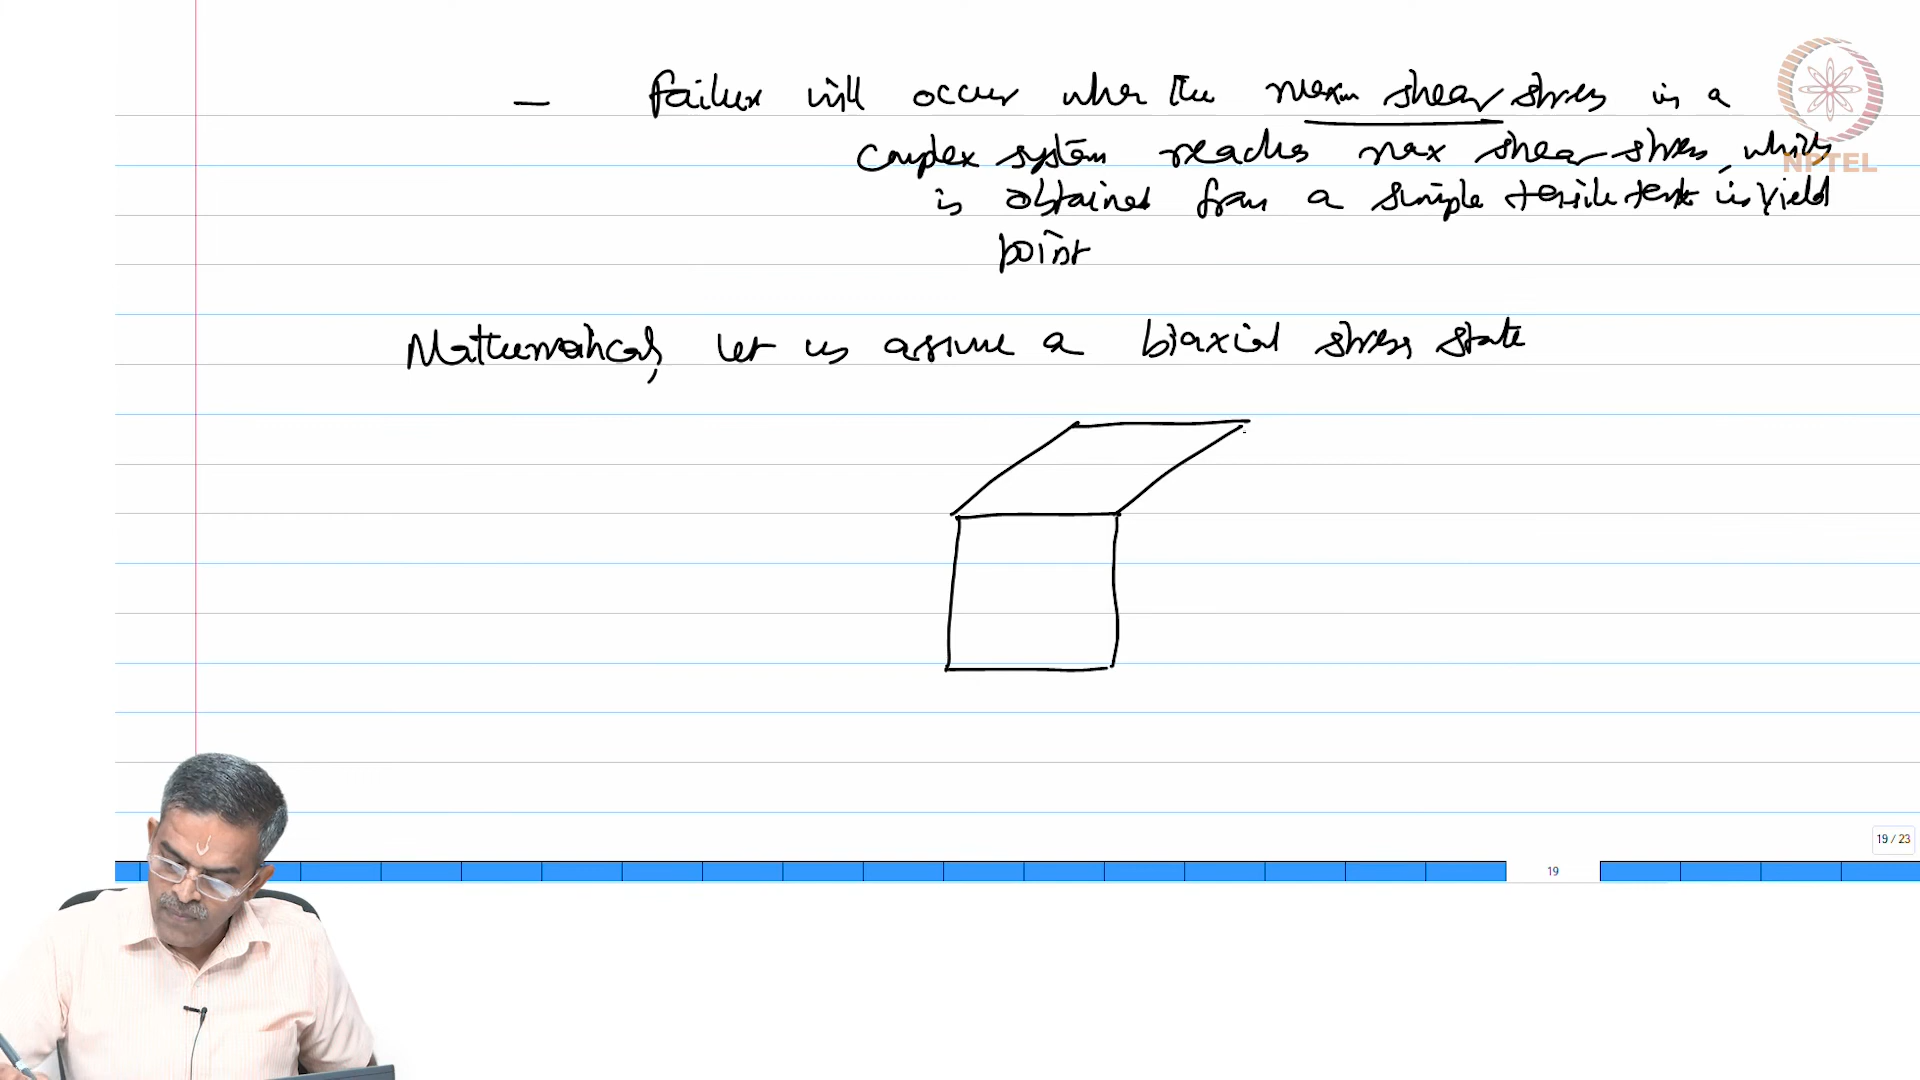 — failure will occur when the maxm shear stress in a
complex system reaches max shear stress, which
is obtained from a simple tensile test is yield
point
Mathematically, let us assume a biaxial stress state
NPTEL
19 / 23
19